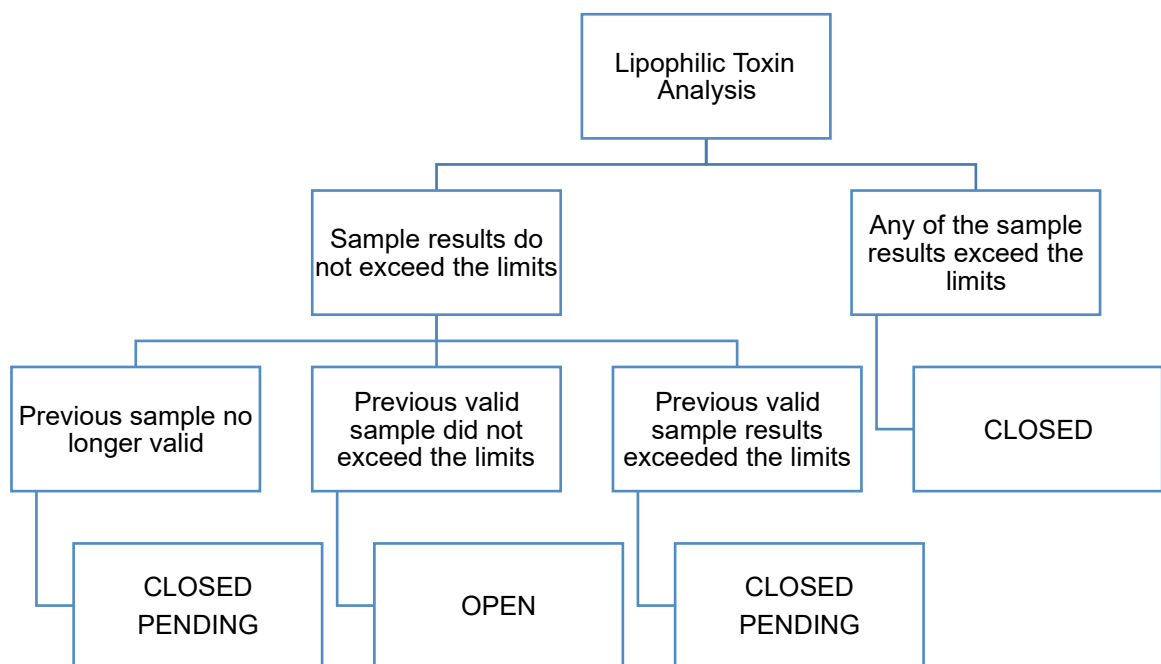 Lipophilic Toxin
Analysis
Sample results do
not exceed the limits
Any of the sample
results exceed the
limits
Previous sample no
longer valid
Previous valid
sample did not
exceed the limits
Previous valid
sample results
exceeded the limits
CLOSED
CLOSED
PENDING
OPEN
CLOSED
PENDING